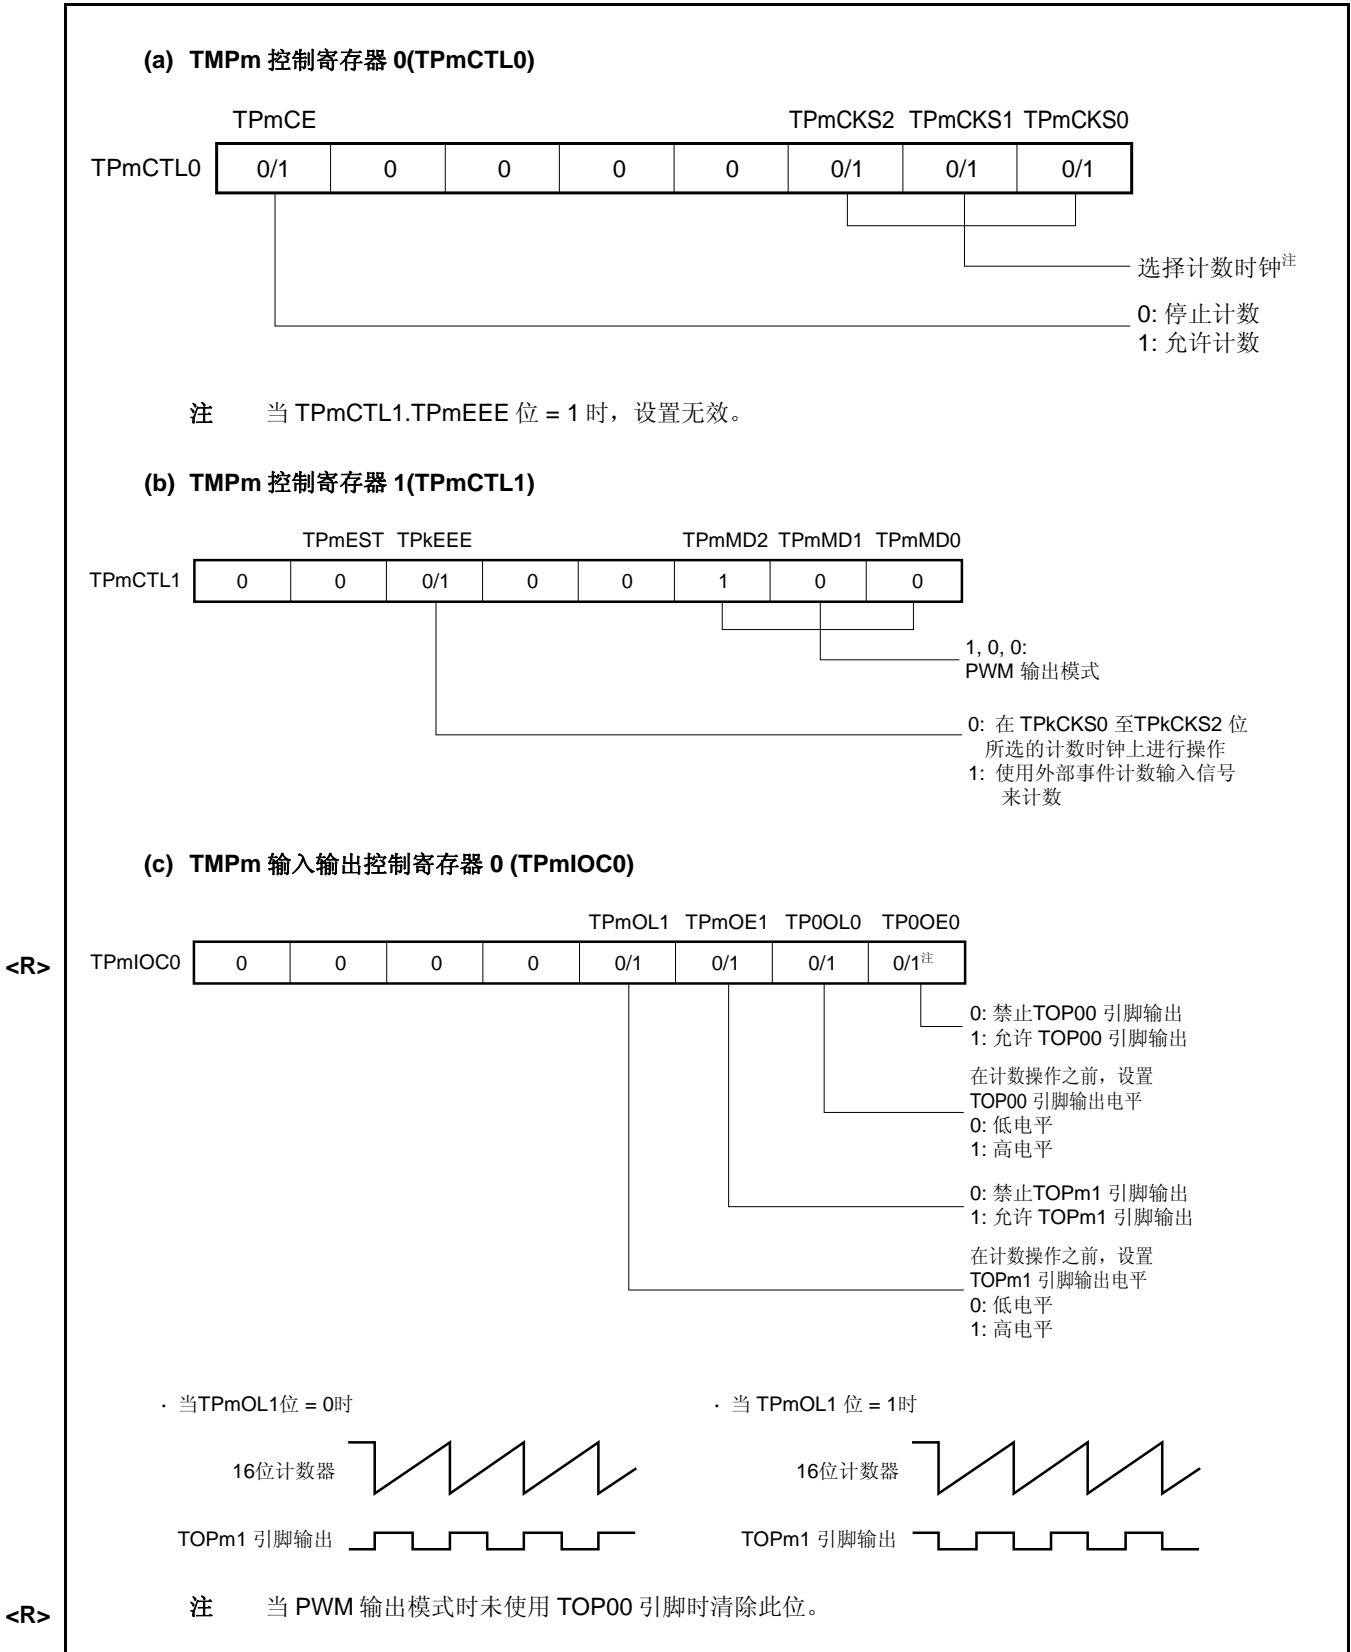 (a) TMPm 控制寄存器 0(TPmCTL0)
TPmCE TPmCKS2 TPmCKS1 TPmCKS0
TPmCTL0 0/1 0 0 0 0 0/1 0/1 0/1
选择计数时钟注
0: 停止计数
1: 允许计数
注 当 TPmCTL1.TPmEEE 位 = 1 时，设置无效。
(b) TMPm 控制寄存器 1(TPmCTL1)
TPmEST TPkEEE TPmMD2 TPmMD1 TPmMD0
TPmCTL1 0 0 0/1 0 0 1 0 0
1, 0, 0:
PWM 输出模式
0: 在 TPkCKS0 至TPkCKS2 位
所选的计数时钟上进行操作
1: 使用外部事件计数输入信号
来计数
(c) TMPm 输入输出控制寄存器 0 (TPmIOC0)
TPmOL1 TPmOE1 TP0OL0 TP0OE0
<R> TPmIOC0 0 0 0 0 0/1 0/1 0/1 0/1注
0: 禁止TOP00 引脚输出
1: 允许 TOP00 引脚输出
在计数操作之前，设置
TOP00 引脚输出电平
0: 低电平
1: 高电平
0: 禁止TOPm1 引脚输出
1: 允许 TOPm1 引脚输出
在计数操作之前，设置
TOPm1 引脚输出电平
0: 低电平
1: 高电平
· 当TPmOL1位 = 0时 · 当 TPmOL1 位 = 1时
16位计数器 16位计数器
TOPm1 引脚输出 TOPm1 引脚输出
<R> 注 当 PWM 输出模式时未使用 TOP00 引脚时清除此位。